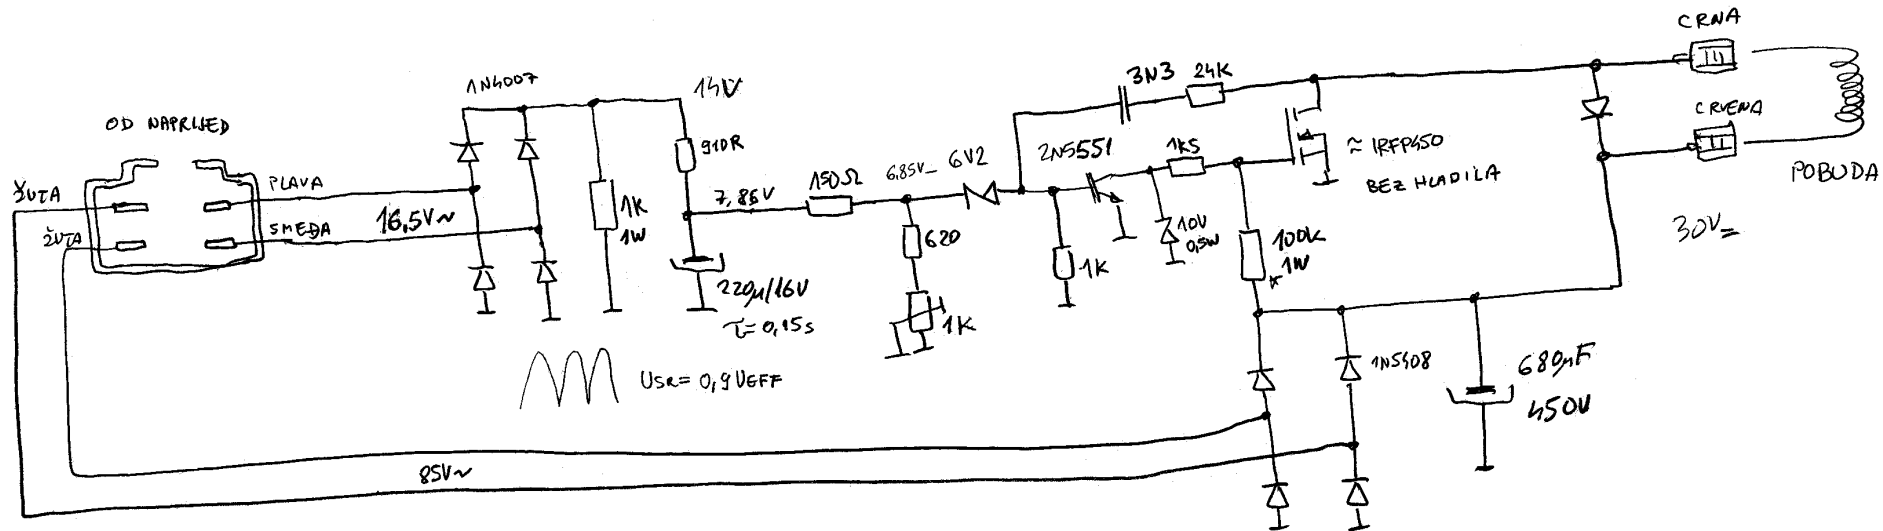 OD NAPRIJED
ŽUTA
ŽUTA
PLAVA
SMEĐA
16,5V~
1N4007
1K
1W
14V
910R
7,86V
220µ/16V
τ=0,15s
USR= 0,9 UEFF
150Ω
6,85V_
6V2
620
1K
3N3
24K
2N5551
1K5
1K
10V
0,5W
100K
1W
*
≈ IRFP450
BEZ HLADILA
CRNA
CRVENA
POBUDA
30V=
1N5408
680µF
450V
85V~